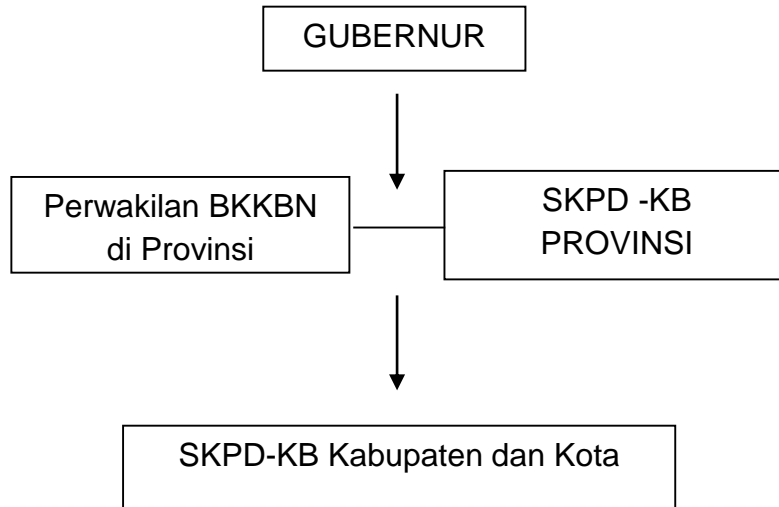 GUBERNUR
Perwakilan BKKBN
di Provinsi
SKPD -KB
PROVINSI
SKPD-KB Kabupaten dan Kota